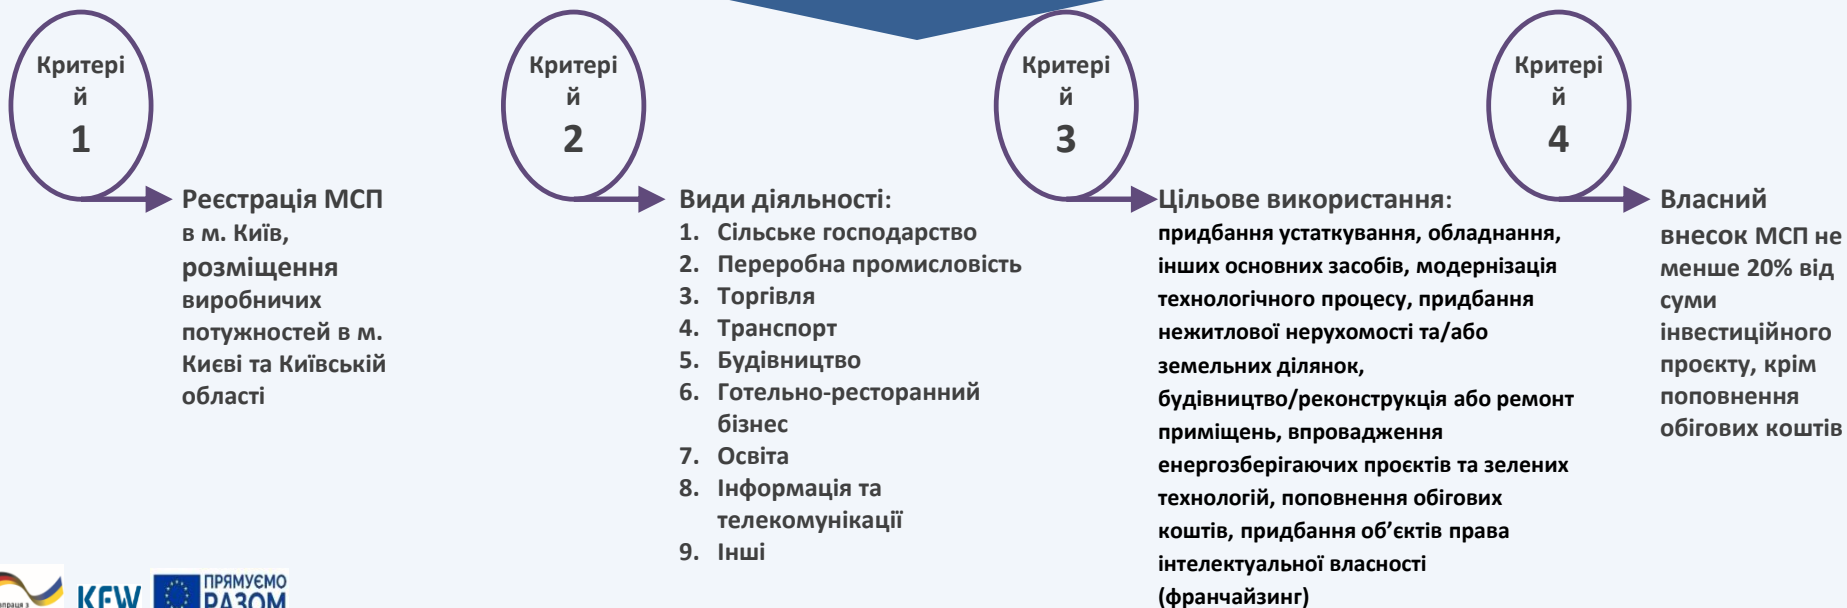 Критері
й
1
Реєстрація МСП
в м. Київ,
розміщення
виробничих
потужностей в м.
Києві та Київській
області
Критері
й
2
Види діяльності:
1. Сільське господарство
2. Переробна промисловість
3. Торгівля
4. Транспорт
5. Будівництво
6. Готельно-ресторанний
бізнес
7. Освіта
8. Інформація та
телекомунікації
9. Інші
Критері
й
3
Цільове використання:
придбання устаткування, обладнання,
інших основних засобів, модернізація
технологічного процесу, придбання
нежитлової нерухомості та/або
земельних ділянок,
будівництво/реконструкція або ремонт
приміщень, впровадження
енергозберігаючих проєктів та зелених
технологій, поповнення обігових
коштів, придбання об’єктів права
інтелектуальної власності
(франчайзинг)
Критері
й
4
Власний
внесок МСП не
менше 20% від
суми
інвестиційного
проєкту, крім
поповнення
обігових коштів
KFW
ПРЯМУЄМО
РАЗОМ